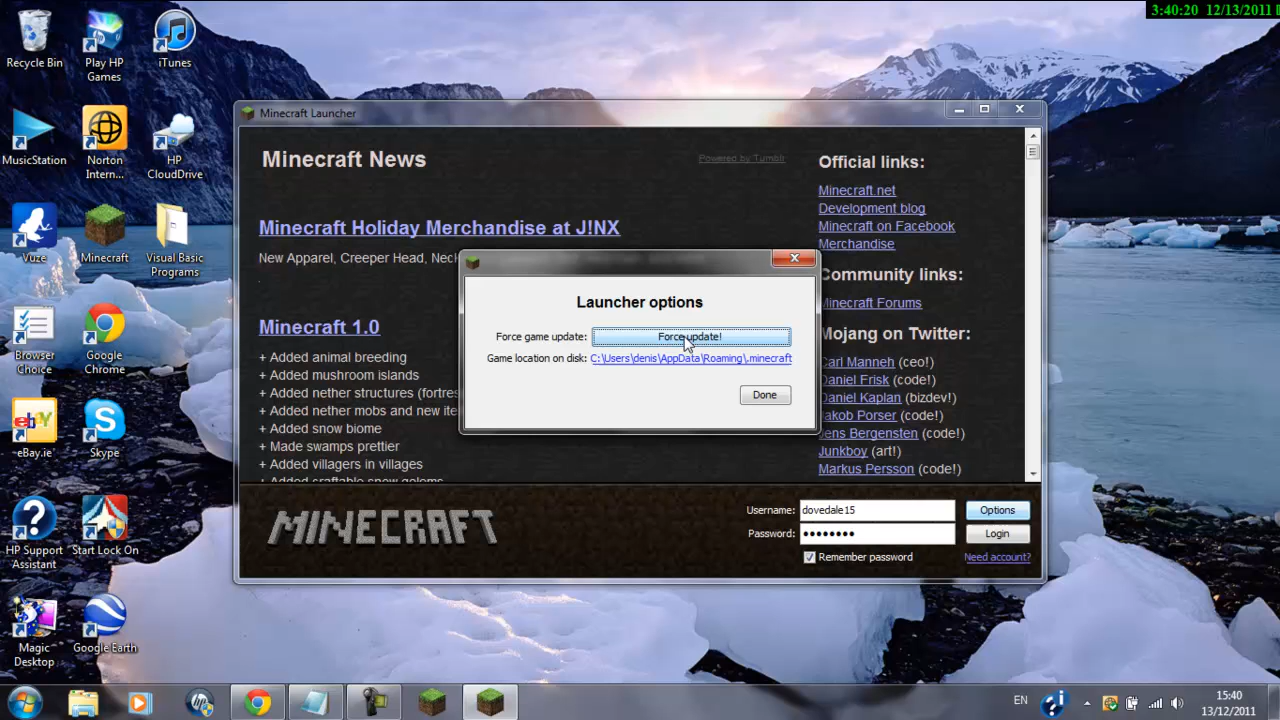 3:40:20 12/13/2011
Recycle Bin
Play HP Games
iTunes
MusicStation
Norton Intern...
HP CloudDrive
Vuze
Minecraft
Visual Basic Programs
Browser Choice
Google Chrome
eBay.ie
Skype
HP Support Assistant
Start Lock On
Magic Desktop
Google Earth
Minecraft Launcher
Minecraft News
Powered by Tumblr
Minecraft Holiday Merchandise at J!NX
New Apparel, Creeper Head,
Minecraft 1.0
+ Added animal breeding
+ Added mushroom islands
+ Added nether structures (fortres
+ Added nether mobs and new ite
+ Added snow biome
+ Made swamps prettier
+ Added villagers in villages
+ Added craftable snow golems
Official links:
Minecraft.net
Development blog
Minecraft on Facebook
Merchandise
Community links:
Minecraft Forums
Mojang on Twitter:
Carl Manneh (ceo!)
Daniel Frisk (code!)
Daniel Kaplan (bizdev!)
Jakob Porser (code!)
Jens Bergensten (code!)
Junkboy (art!)
Markus Persson (code!)
Launcher options
Force game update: Force update!
Game location on disk: C:\Users\denis\AppData\Roaming\.minecraft
Done
MINECRAFT
Username: dovedale15
Options
Password: ●●●●●●●●
Login
Remember password
Need account?
EN
15:40
13/12/2011